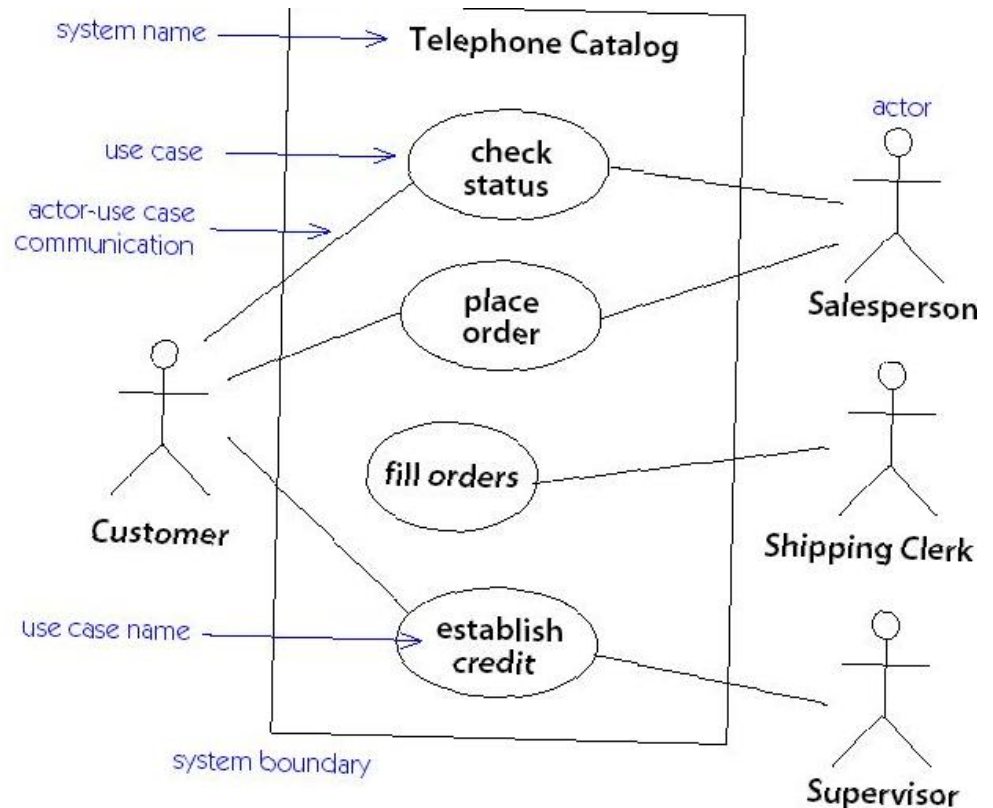 system name
Telephone Catalog
actor
use case
check
status
actor-use case
communication
place
order
Salesperson
fill orders
Customer
Shipping Clerk
use case name
establish
credit
system boundary
Supervisor